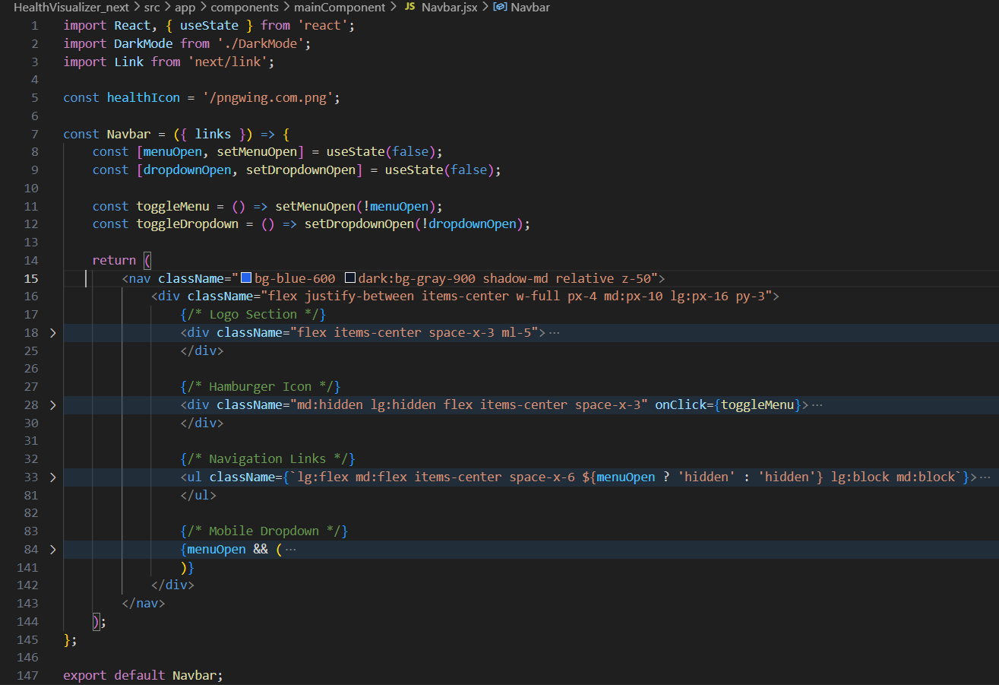 HealthVisualizer_next > src > app > components > mainComponent > JS Navbar.jsx > Navbar
1 import React, { useState } from 'react';
2 import DarkMode from './DarkMode';
3 import Link from 'next/link';
4
5 const healthIcon = '/pngwing.com.png';
6
7 const Navbar = ({ links }) => {
8 const [menuOpen, setMenuOpen] = useState(false);
9 const [dropdownOpen, setDropdownOpen] = useState(false);
10
11 const toggleMenu = () => setMenuOpen(!menuOpen);
12 const toggleDropdown = () => setDropdownOpen(!dropdownOpen);
13
14 return (
15 <nav className="bg-blue-600 dark:bg-gray-900 shadow-md relative z-50">
16 <div className="flex justify-between items-center w-full px-4 md:px-10 lg:px-16 py-3">
17 {/* Logo Section */}
18 > <div className="flex items-center space-x-3 ml-5">···
25 </div>
26
27 {/* Hamburger Icon */}
28 > <div className="md:hidden lg:hidden flex items-center space-x-3" onClick={toggleMenu}>···
30 </div>
31
32 {/* Navigation Links */}
33 > <ul className={`lg:flex md:flex items-center space-x-6 ${menuOpen ? 'hidden' : 'hidden'} lg:block md:block`}>···
81 </ul>
82
83 {/* Mobile Dropdown */}
84 > {menuOpen && (···
141 )}
142 </div>
143 </nav>
144 );
145 };
146
147 export default Navbar;